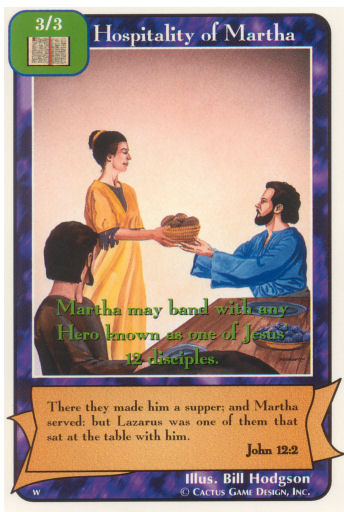 3/3
Hospitality of Martha
Martha may band with any
Hero known as one of Jesus'
12 disciples.
There they made him a supper; and Martha
served: but Lazarus was one of them that
sat at the table with him.
John 12:2
Illus. Bill Hodgson
W
© CACTUS GAME DESIGN, INC.